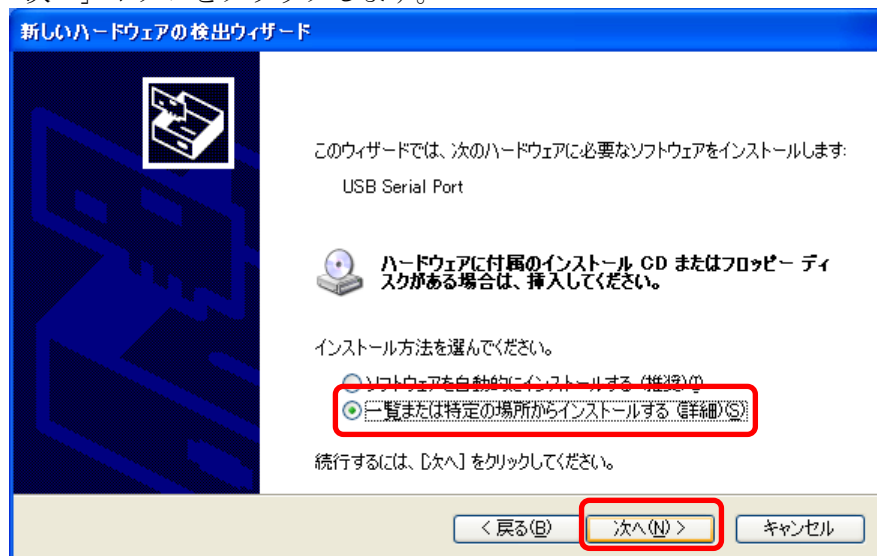 新しいハードウェアの検出ウィザード
このウィザードでは、次のハードウェアに必要なソフトウェアをインストールします:
USB Serial Port
ハードウェアに付属のインストール CD またはフロッピー ディ
スクがある場合は、挿入してください。
インストール方法を選んでください。
ソフトウェアを自動的にインストールする (推奨)(I)
一覧または特定の場所からインストールする (詳細)(S)
続行するには、[次へ] をクリックしてください。
< 戻る(B)
次へ(N) >
キャンセル